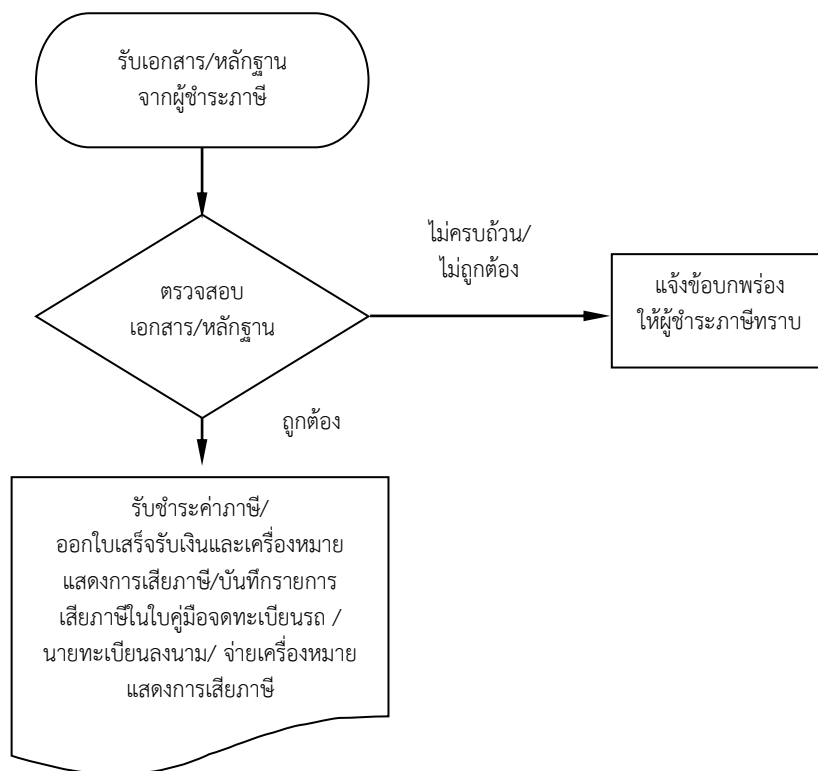 รับเอกสาร/หลักฐาน
จากผู้ชำระภาษี
ตรวจสอบ
เอกสาร/หลักฐาน
ไม่ครบถ้วน/
ไม่ถูกต้อง
แจ้งข้อบกพร่อง
ให้ผู้ชำระภาษีทราบ
ถูกต้อง
รับชำระค่าภาษี/
ออกใบเสร็จรับเงินและเครื่องหมาย
แสดงการเสียภาษี/บันทึกรายการ
เสียภาษีในใบคู่มือจดทะเบียนรถ /
นายทะเบียนลงนาม/ จ่ายเครื่องหมาย
แสดงการเสียภาษี